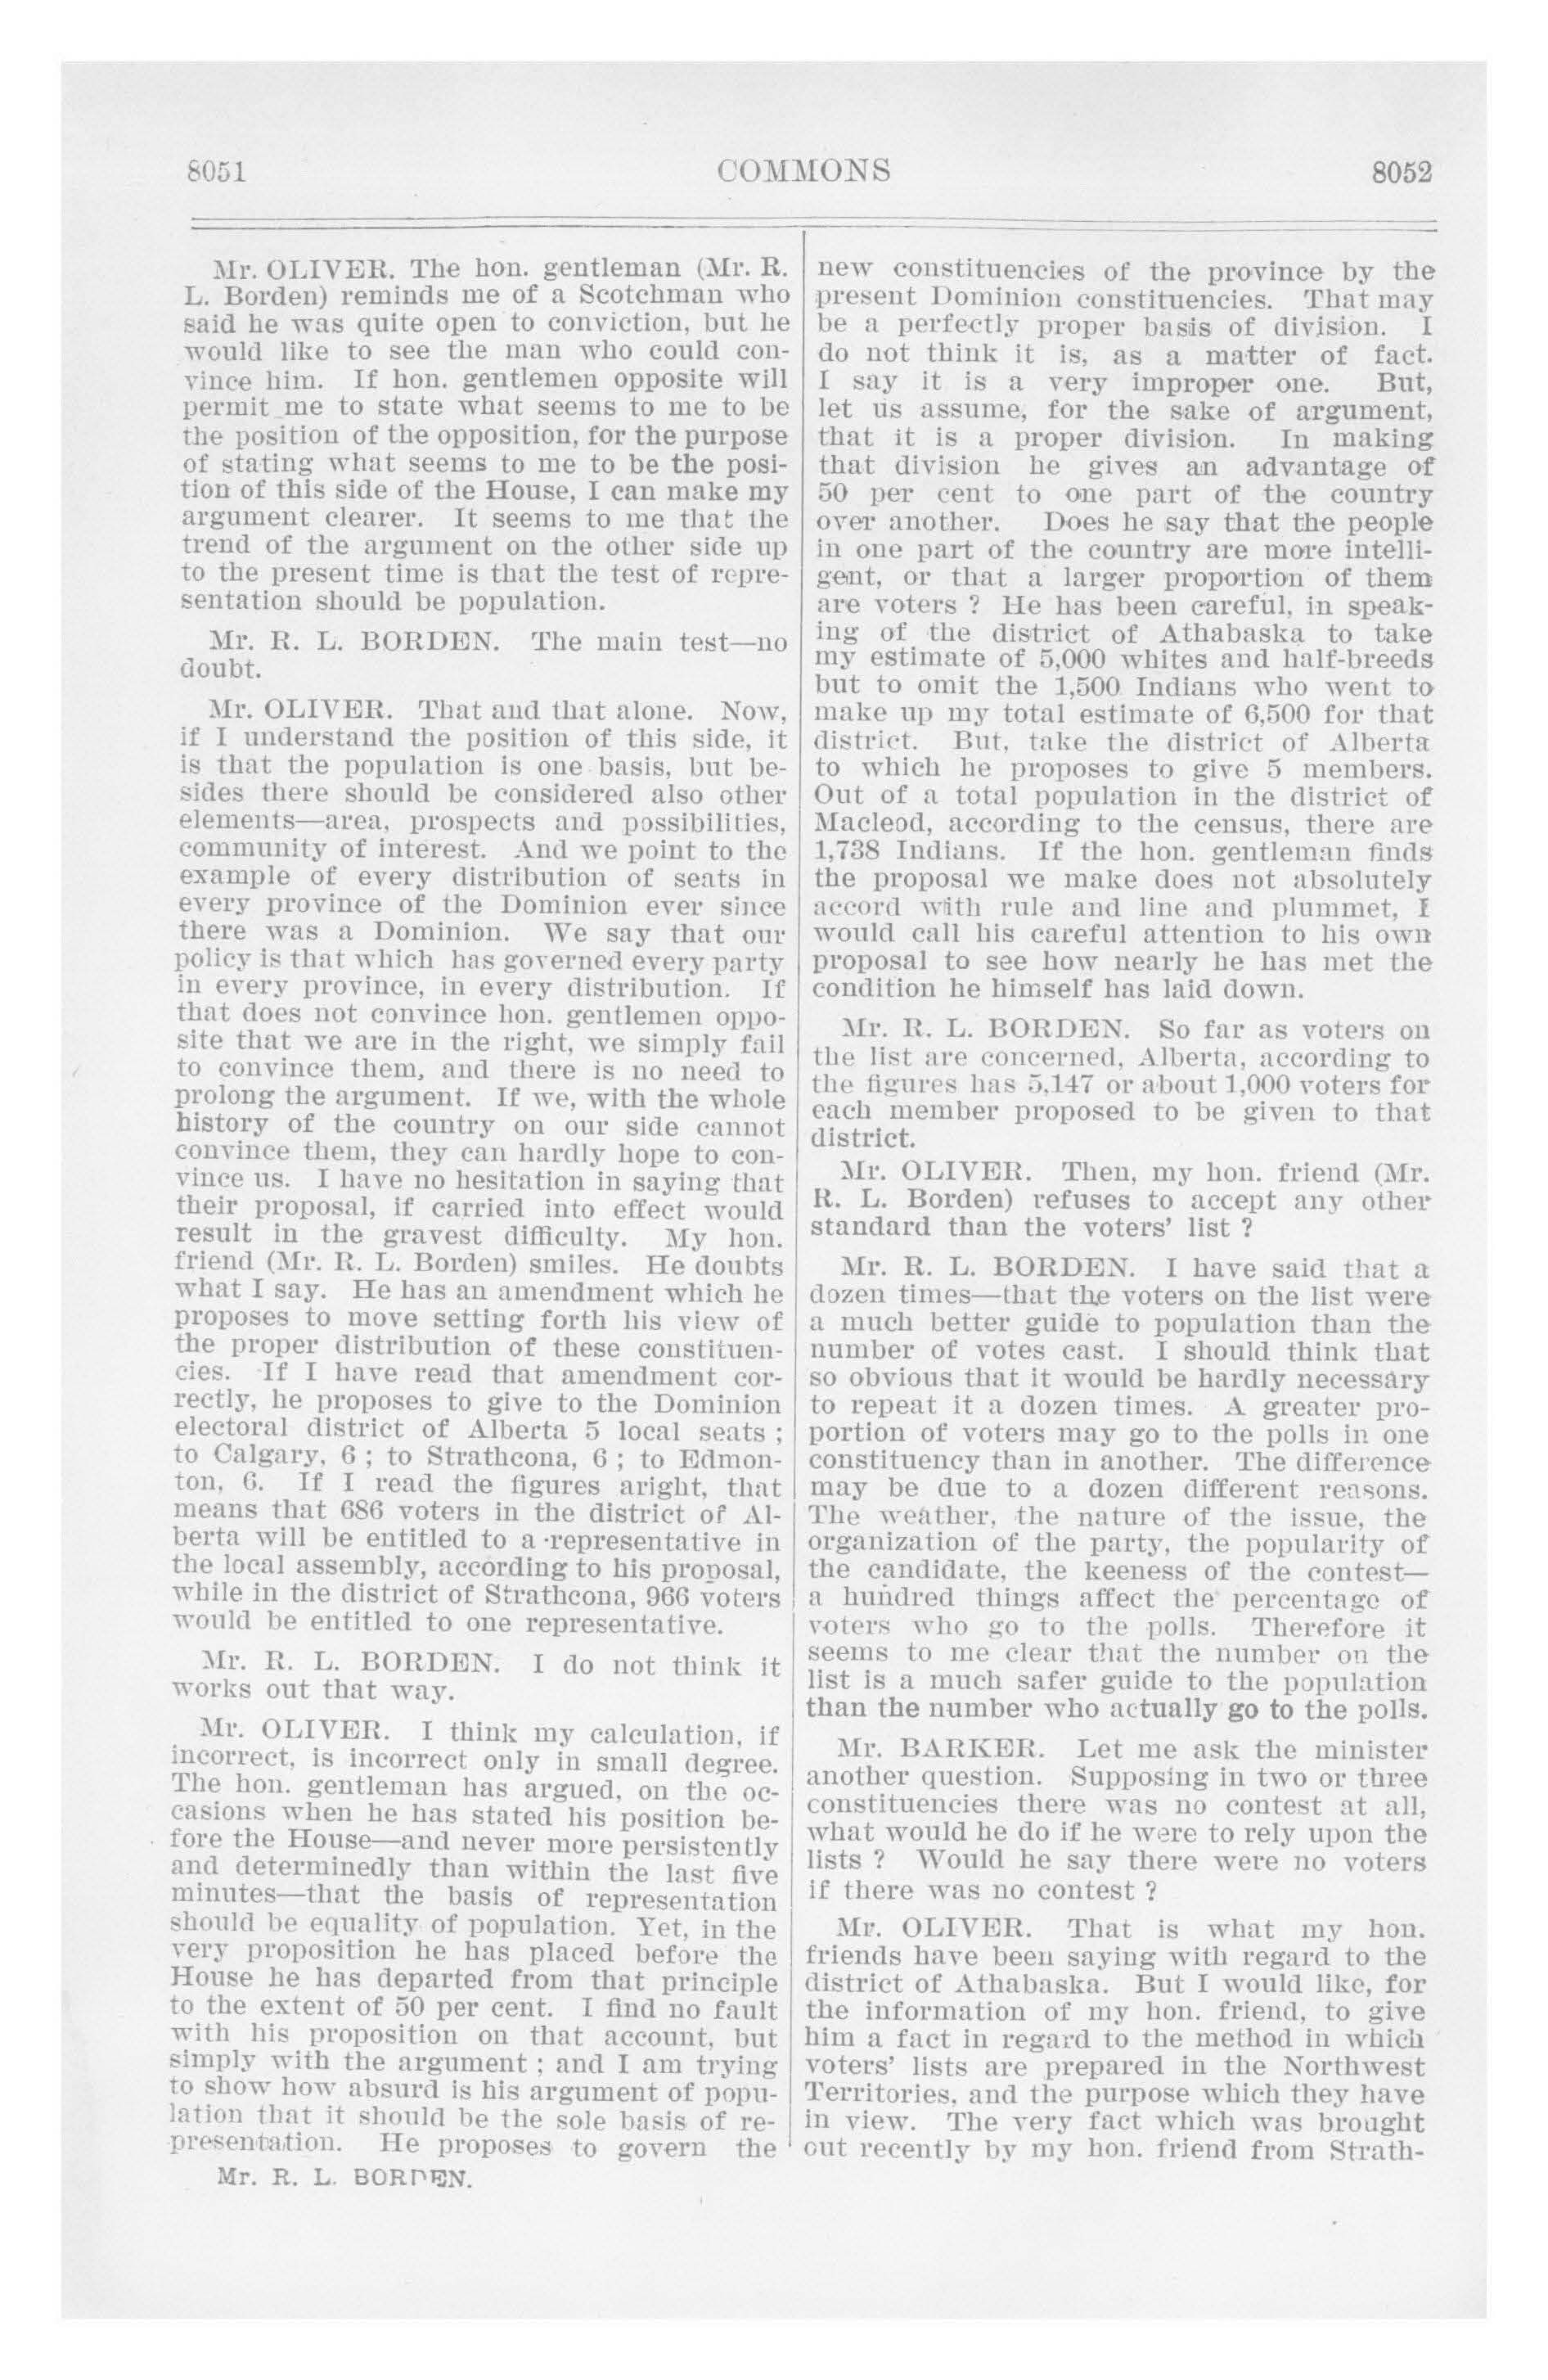 8051
COMMONS
8052
Mr. OLIVER. The hon. gentleman (Mr. R.
L. Borden) reminds me of a Scotchman who
said he was quite open to conviction, but he
would like to see the man who could con-
vince him. If hon. gentlemen opposite will
permit me to state what seems to me to be
the position of the opposition, for the purpose
of stating what seems to me to be the posi-
tion of this side of the House, I can make my
argument clearer. It seems to me that the
trend of the argument on the other side up
to the present time is that the test of repre-
sentation should be population.
Mr. R. L. BORDEN. The main test—no
doubt.
Mr. OLIVER. That and that alone. Now,
if I understand the position of this side, it
is that the population is one basis, but be-
sides there should be considered also other
elements—area, prospects and possibilities,
community of interest. And we point to the
example of every distribution of seats in
every province of the Dominion ever since
there was a Dominion. We say that our
policy is that which has governed every party
in every province, in every distribution. If
that does not convince hon. gentlemen oppo-
site that we are in the right, we simply fail
to convince them, and there is no need to
prolong the argument. If we, with the whole
history of the country on our side cannot
convince them, they can hardly hope to con-
vince us. I have no hesitation in saying that
their proposal, if carried into effect would
result in the gravest difficulty. My hon.
friend (Mr. R. L. Borden) smiles. He doubts
what I say. He has an amendment which he
proposes to move setting forth his view of
the proper distribution of these constituen-
cies. If I have read that amendment cor-
rectly, he proposes to give to the Dominion
electoral district of Alberta 5 local seats ;
to Calgary, 6 ; to Strathcona, 6 ; to Edmon-
ton, 6. If I read the figures aright, that
means that 686 voters in the district of Al-
berta will be entitled to a representative in
the local assembly, according to his proposal,
while in the district of Strathcona, 966 voters
would be entitled to one representative.
Mr. R. L. BORDEN. I do not think it
works out that way.
Mr. OLIVER. I think my calculation, if
incorrect, is incorrect only in small degree.
The hon. gentleman has argued, on the oc-
casions when he has stated his position be-
fore the House—and never more persistently
and determinedly than within the last five
minutes—that the basis of representation
should be equality of population. Yet, in the
very proposition he has placed before the
House he has departed from that principle
to the extent of 50 per cent. I find no fault
with his proposition on that account, but
simply with the argument ; and I am trying
to show how absurd is his argument of popu-
lation that it should be the sole basis of re-
presentation. He proposes to govern the
Mr. R. L. BORDEN.
new constituencies of the province by the
present Dominion constituencies. That may
be a perfectly proper basis of division. I
do not think it is, as a matter of fact.
I say it is a very improper one. But,
let us assume, for the sake of argument,
that it is a proper division. In making
that division he gives an advantage of
50 per cent to one part of the country
over another. Does he say that the people
in one part of the country are more intelli-
gent, or that a larger proportion of them
are voters ? He has been careful, in speak-
ing of the district of Athabaska to take
my estimate of 5,000 whites and half-breeds
but to omit the 1,500 Indians who went to
make up my total estimate of 6,500 for that
district. But, take the district of Alberta
to which he proposes to give 5 members.
Out of a total population in the district of
Macleod, according to the census, there are
1,738 Indians. If the hon. gentleman finds
the proposal we make does not absolutely
accord with rule and line and plummet, I
would call his careful attention to his own
proposal to see how nearly he has met the
condition he himself has laid down.
Mr. R. L. BORDEN. So far as voters on
the list are concerned, Alberta, according to
the figures has 5,147 or about 1,000 voters for
each member proposed to be given to that
district.
Mr. OLIVER. Then, my hon. friend (Mr.
R. L. Borden) refuses to accept any other
standard than the voters' list ?
Mr. R. L. BORDEN. I have said that a
dozen times—that the voters on the list were
a much better guide to population than the
number of votes cast. I should think that
so obvious that it would be hardly necessary
to repeat it a dozen times. A greater pro-
portion of voters may go to the polls in one
constituency than in another. The difference
may be due to a dozen different reasons.
The weather, the nature of the issue, the
organization of the party, the popularity of
the candidate, the keeness of the contest—
a hundred things affect the percentage of
voters who go to the polls. Therefore it
seems to me clear that the number on the
list is a much safer guide to the population
than the number who actually go to the polls.
Mr. BARKER. Let me ask the minister
another question. Supposing in two or three
constituencies there was no contest at all,
what would he do if he were to rely upon the
lists ? Would he say there were no voters
if there was no contest ?
Mr. OLIVER. That is what my hon.
friends have been saying with regard to the
district of Athabaska. But I would like, for
the information of my hon. friend, to give
him a fact in regard to the method in which
voters' lists are prepared in the Northwest
Territories, and the purpose which they have
in view. The very fact which was brought
out recently by my hon. friend from Strath-